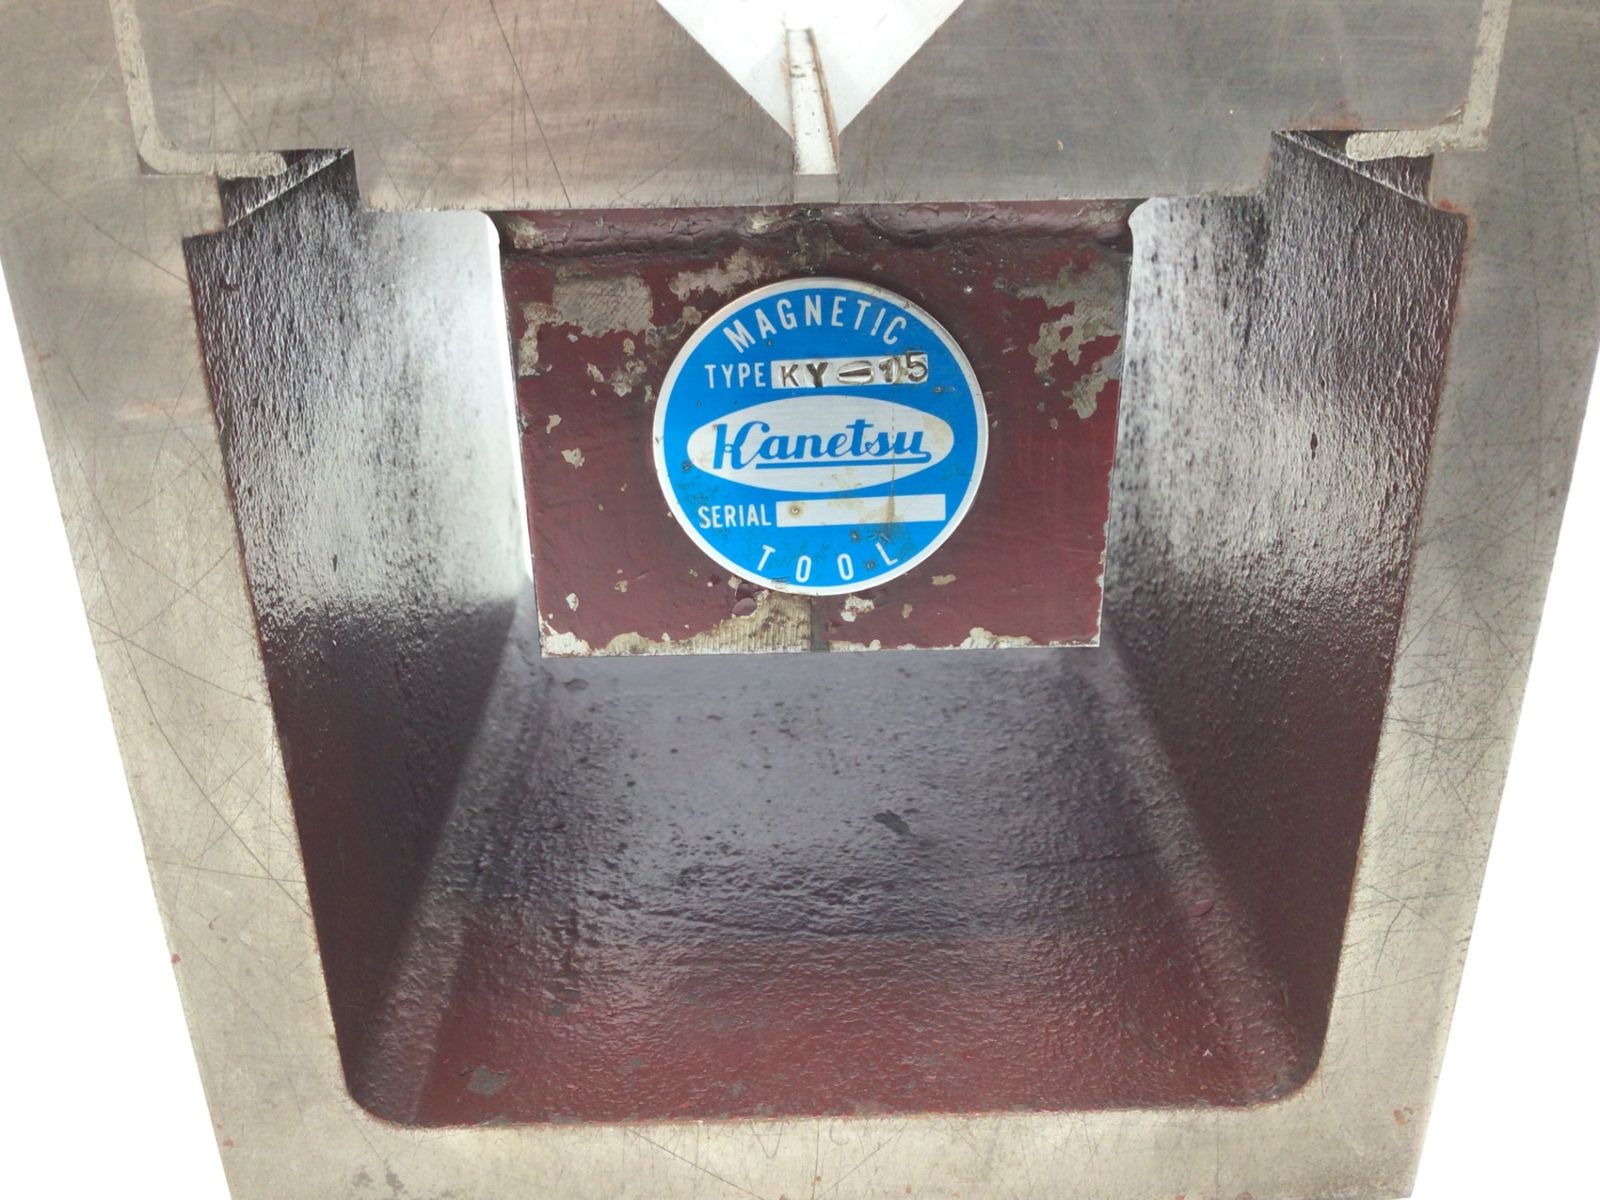 MAGNETIC
TYPE KY-15
Kanetsu
SERIAL
TOOL